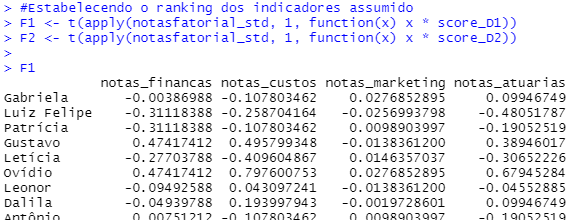 > #Estabelecendo o ranking dos indicadores assumido
> F1 <- t(apply(notasfatorial_std, 1, function(x) x * score_D1))
> F2 <- t(apply(notasfatorial_std, 1, function(x) x * score_D2))
>
> F1
notas_financas notas_custos notas_marketing notas_atuarias
Gabriela -0.00386988 -0.107803462 0.0276852895 0.09946749
Luiz Felipe -0.31118388 -0.258704164 -0.0256993798 -0.48051787
Patrícia -0.31118388 -0.107803462 0.0098903997 -0.19052519
Gustavo 0.47417412 0.495799348 -0.0138361200 0.38946017
Letícia -0.27703788 -0.409604867 0.0146357037 -0.30652226
Ovídio 0.47417412 0.797600753 0.0276852895 0.67945284
Leonor -0.09492588 0.043097241 -0.0138361200 -0.04552885
Dalila -0.04939788 0.193997943 -0.0019728601 0.09946749
Antônio 0.00751212 -0.107803462 0.0098903997 -0.19052519